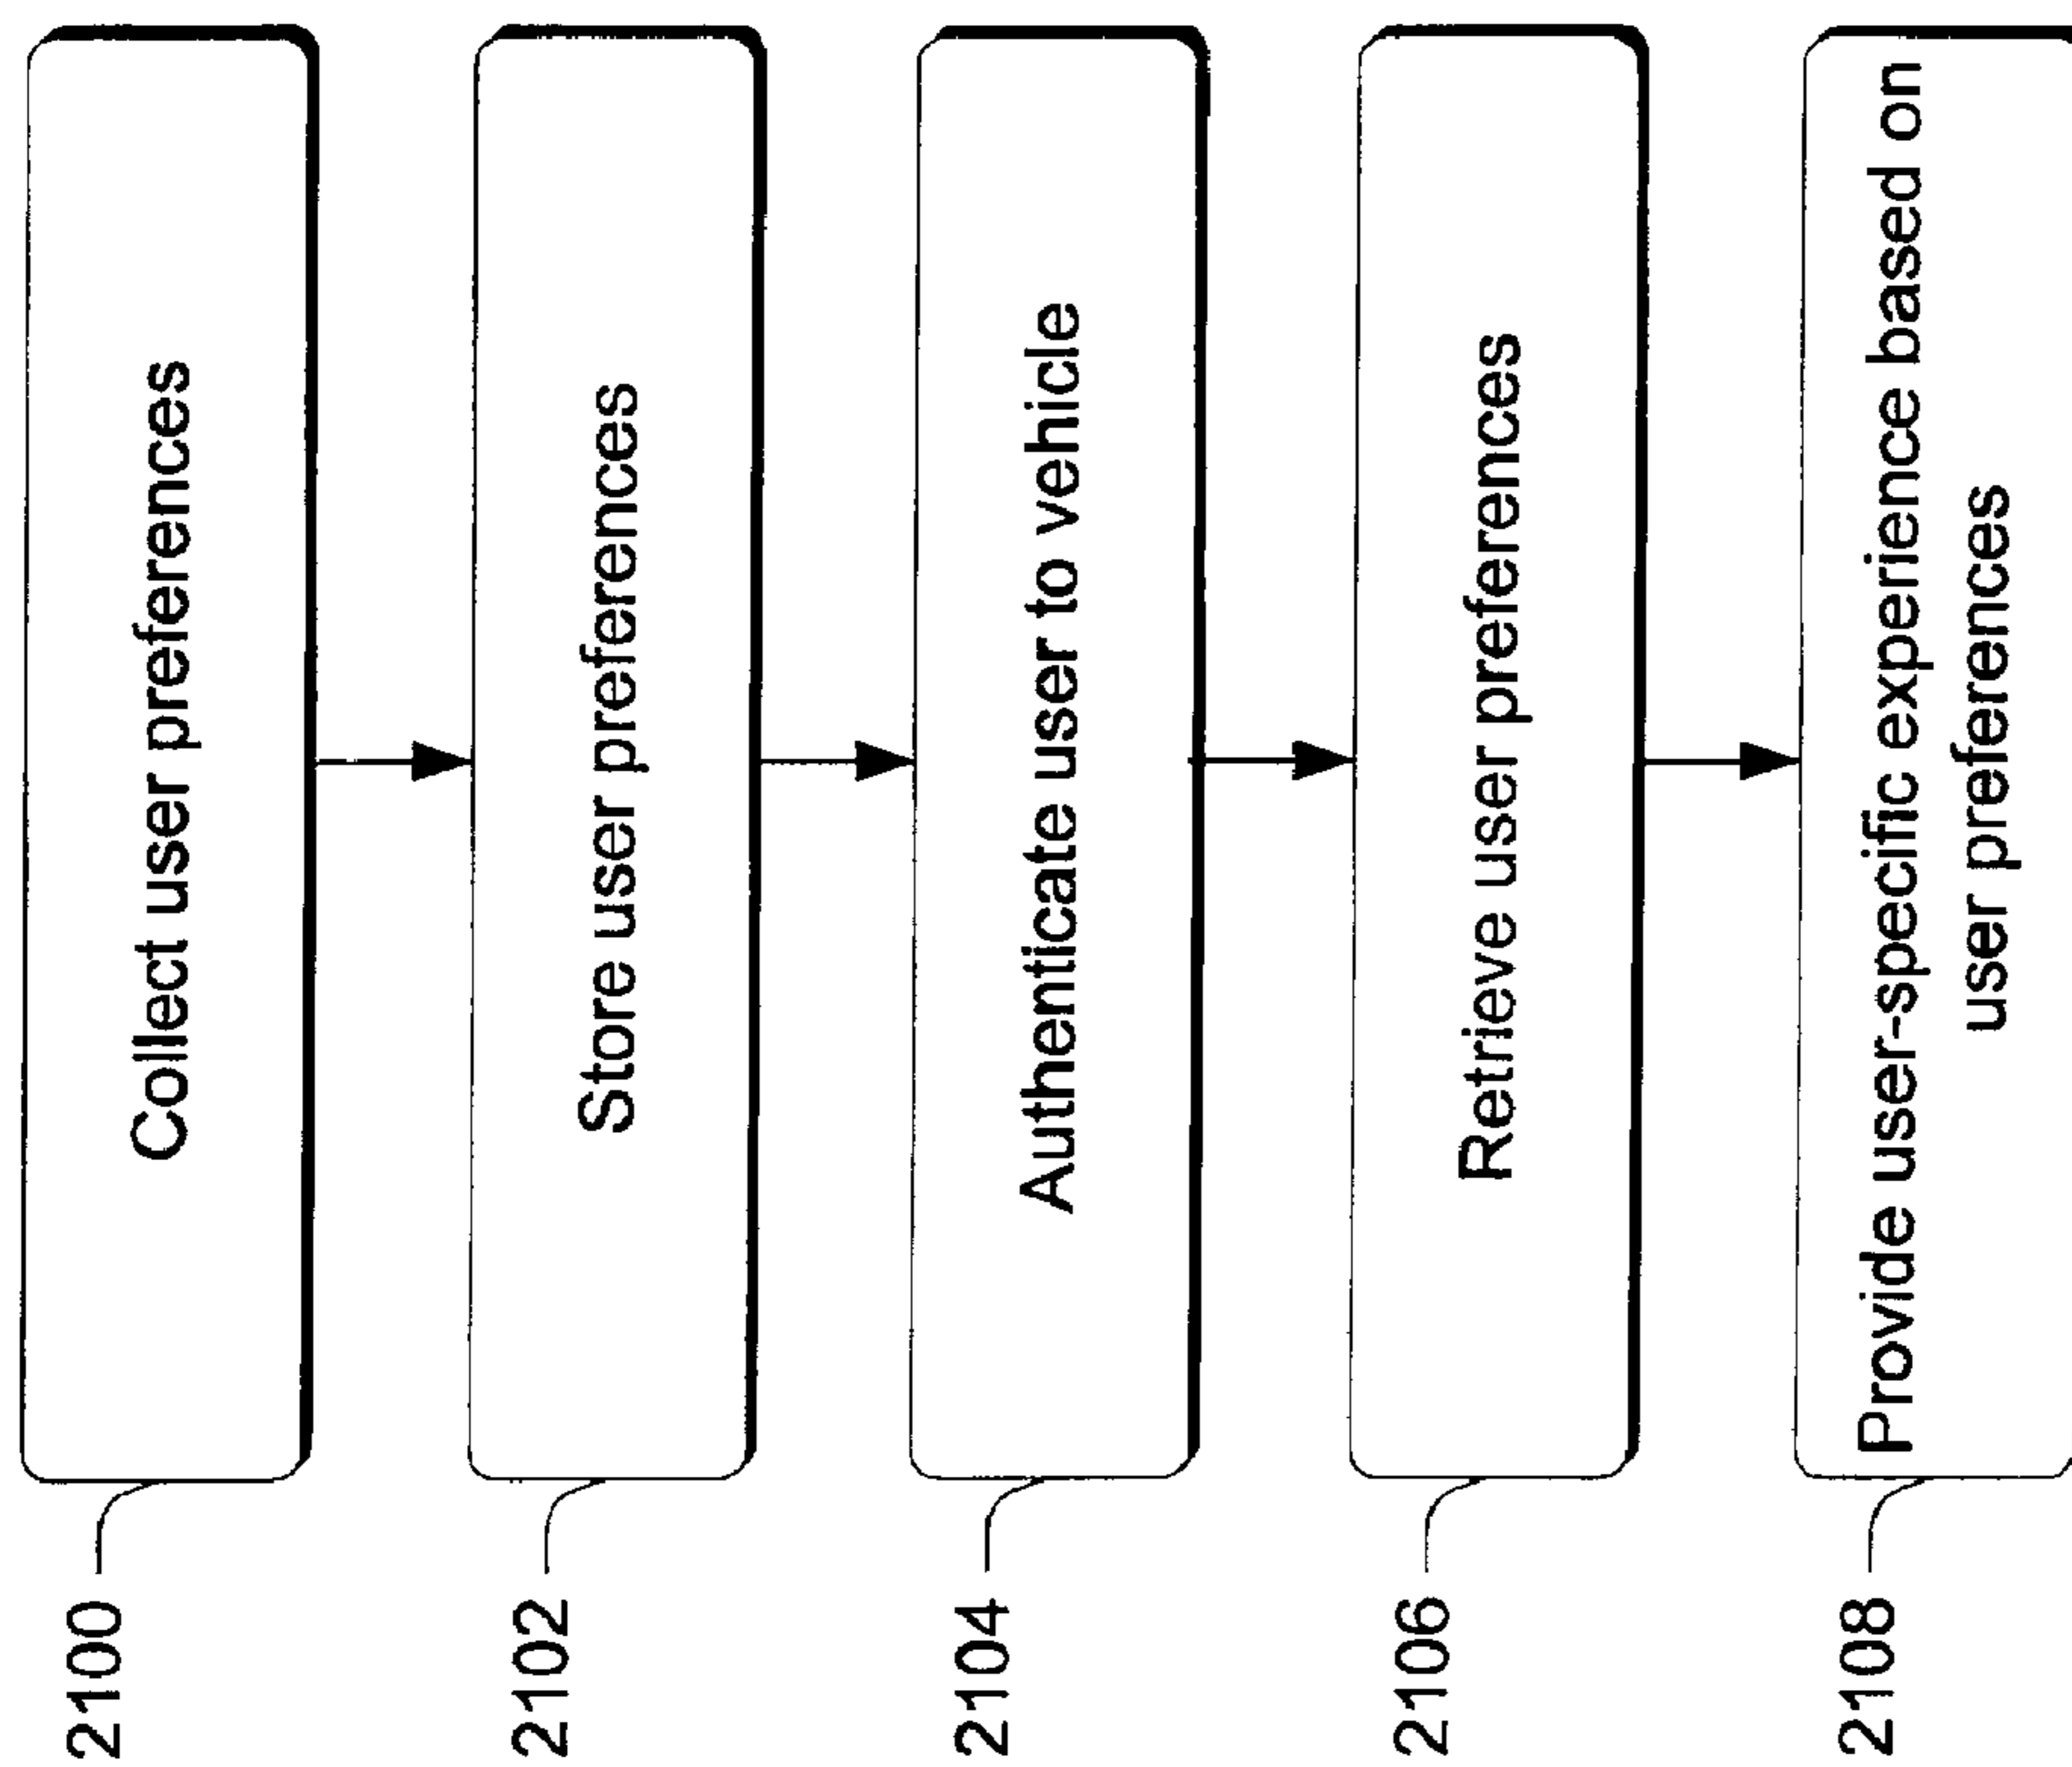 2100
Collect user preferences
2102
Store user preferences
2104
Authenticate user to vehicle
2106
Retrieve user preferences
2108
Provide user-specific experience based on
user preferences